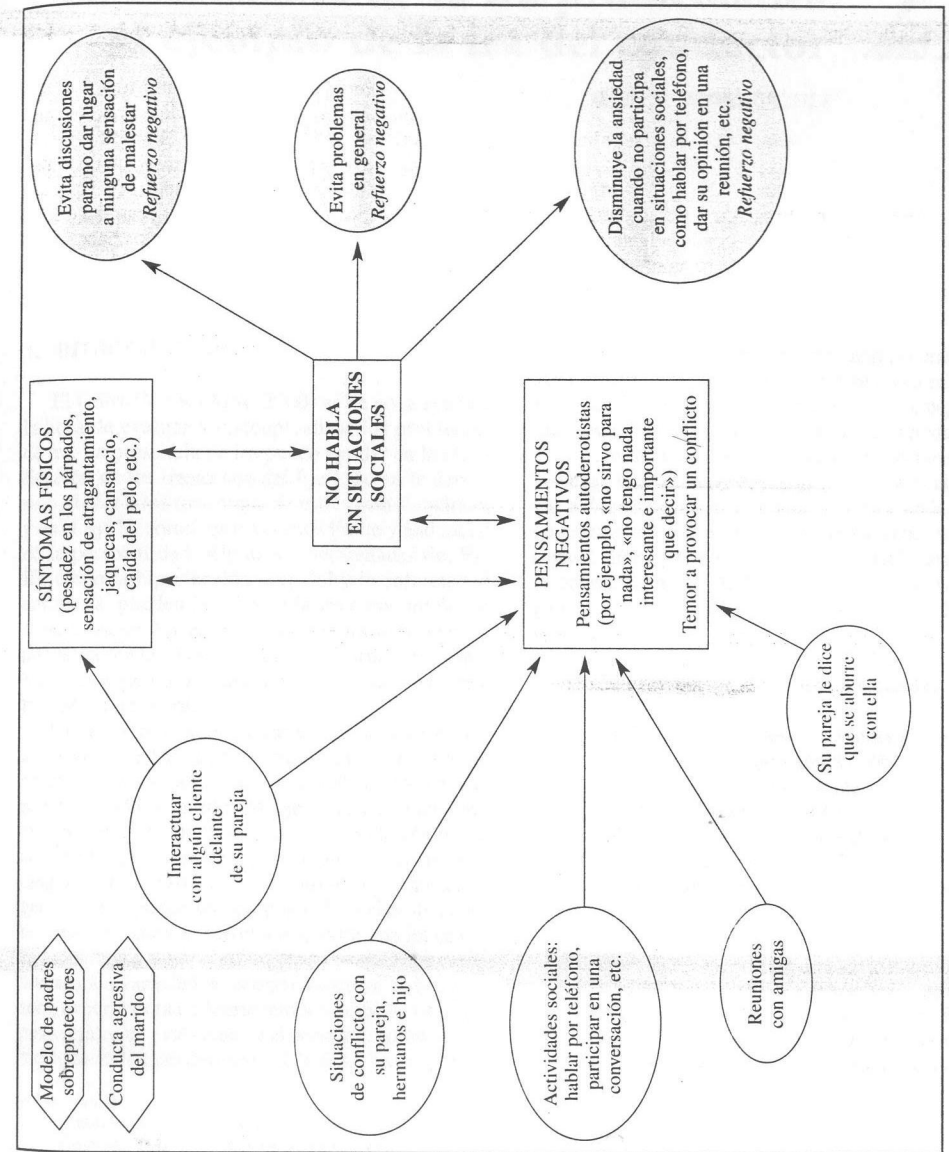 Modelo de padres
sobreprotectores
Conducta agresiva
del marido
Interactuar
con algún cliente
delante
de su pareja
Situaciones
de conflicto con
su pareja,
hermanos e hijo
Actividades sociales:
hablar por teléfono,
participar en una
conversación, etc.
Reuniones
con amigas
Su pareja le dice
que se aburre
con ella
SÍNTOMAS FÍSICOS
(pesadez en los párpados,
sensación de atragantamiento,
jaquecas, cansancio,
caída del pelo, etc.)
NO HABLA
EN SITUACIONES
SOCIALES
PENSAMIENTOS
NEGATIVOS
Pensamientos autoderrotistas
(por ejemplo, «no sirvo para
nada», «no tengo nada
interesante e importante
que decir»)
Temor a provocar un conflicto
Evita discusiones
para no dar lugar
a ninguna sensación
de malestar
Refuerzo negativo
Evita problemas
en general
Refuerzo negativo
Disminuye la ansiedad
cuando no participa
en situaciones sociales,
como hablar por teléfono,
dar su opinión en una
reunión, etc.
Refuerzo negativo